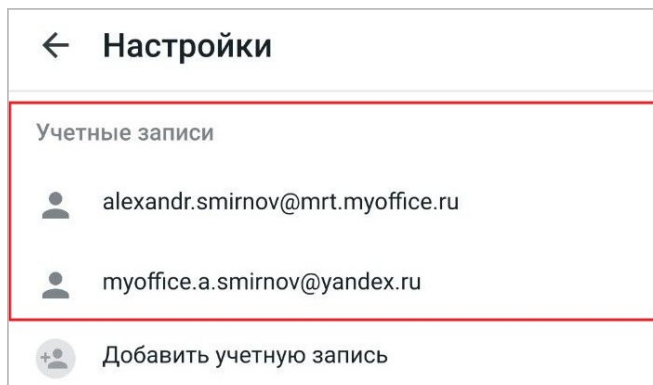 Настройки
Учетные записи
alexandr.smirnov@mrt.myoffice.ru
myoffice.a.smirnov@yandex.ru
Добавить учетную запись